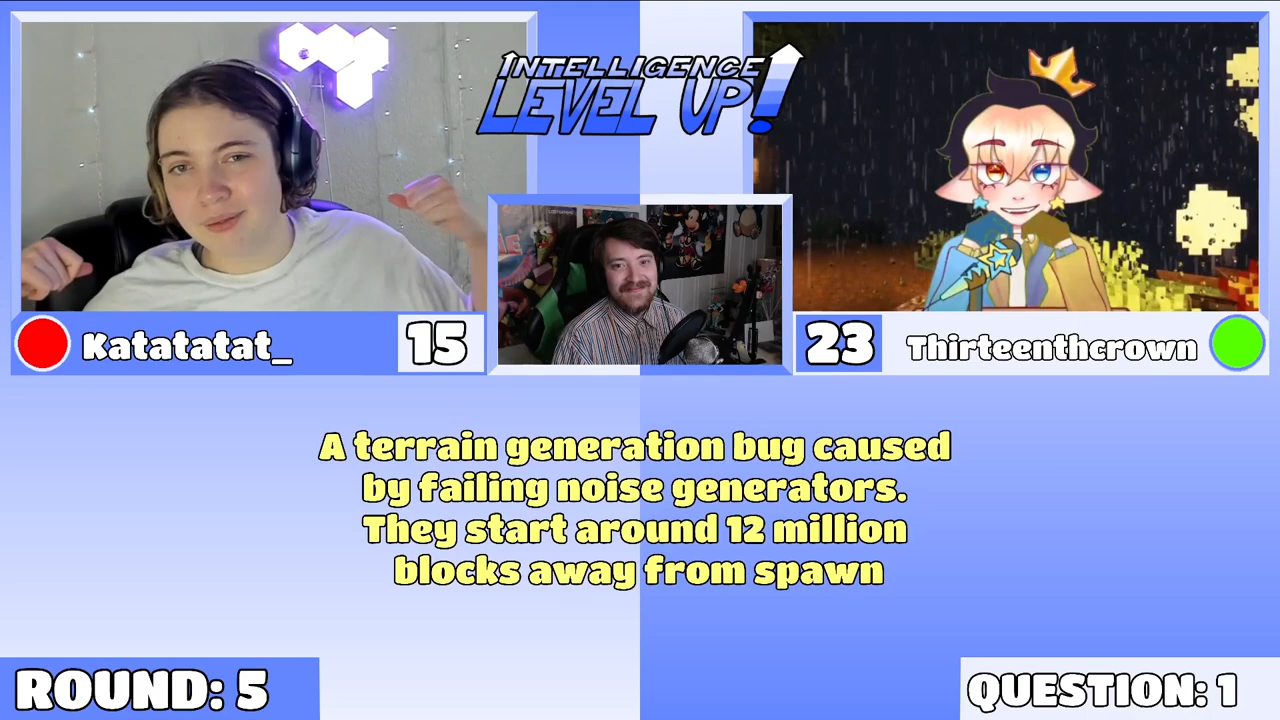 INTELLIGENCE
LEVEL UP!
Katatatat_
15
23
Thirteenthcrown
A terrain generation bug caused
by failing noise generators.
They start around 12 million
blocks away from spawn
ROUND: 5
QUESTION: 1